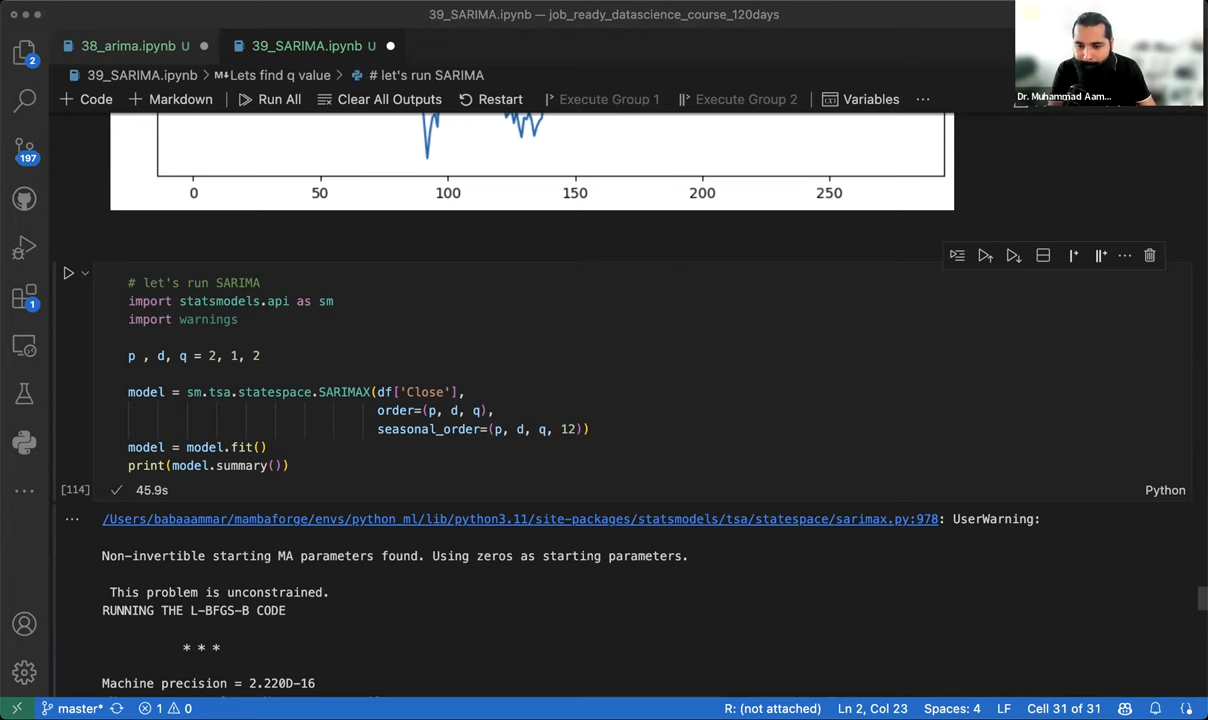 39_SARIMA.ipynb — job_ready_datascience_course_120days
38_arima.ipynb U
39_SARIMA.ipynb U
39_SARIMA.ipynb > M↓Lets find q value > # let's run SARIMA
Code Markdown Run All Clear All Outputs Restart Execute Group 1 Execute Group 2 Variables ...
Dr. Muhammad Aam...
2
197
1
0 50 100 150 200 250
# let's run SARIMA
import statsmodels.api as sm
import warnings
p , d, q = 2, 1, 2
model = sm.tsa.statespace.SARIMAX(df['Close'],
order=(p, d, q),
seasonal_order=(p, d, q, 12))
model = model.fit()
print(model.summary())
[114] 45.9s Python
... /Users/babaaammar/mambaforge/envs/python_ml/lib/python3.11/site-packages/statsmodels/tsa/statespace/sarimax.py:978: UserWarning:
Non-invertible starting MA parameters found. Using zeros as starting parameters.
This problem is unconstrained.
RUNNING THE L-BFGS-B CODE
* * *
Machine precision = 2.220D-16
master* 1 0 R: (not attached) Ln 2, Col 23 Spaces: 4 LF Cell 31 of 31